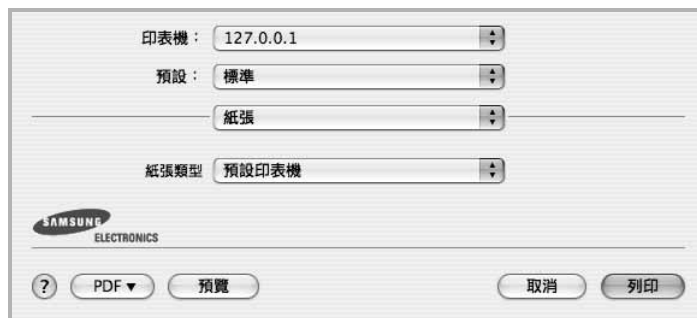 印表機： 127.0.0.1
預設： 標準
紙張
紙張類型 預設印表機
SAMSUNG
ELECTRONICS
? PDF▼ 預覽 取消 列印